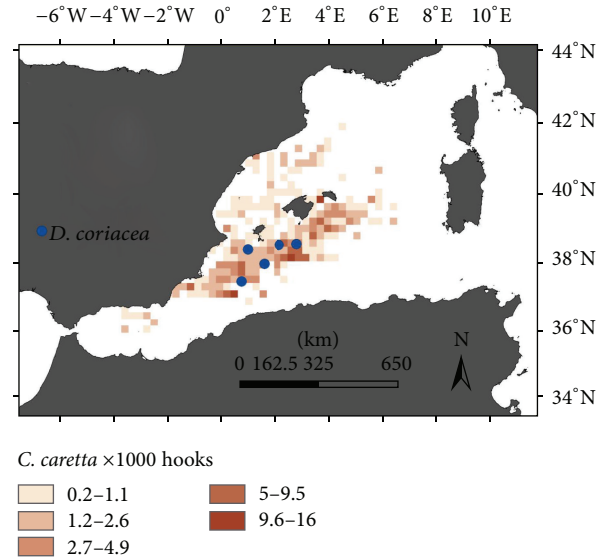 −6°W −4°W −2°W 0° 2°E 4°E 6°E 8°E 10°E
44°N
42°N
40°N
D. coriacea
38°N
(km)
N
36°N
0 162.5 325 650
34°N
C. caretta ×1000 hooks
0.2–1.1
5–9.5
1.2–2.6
9.6–16
2.7–4.9